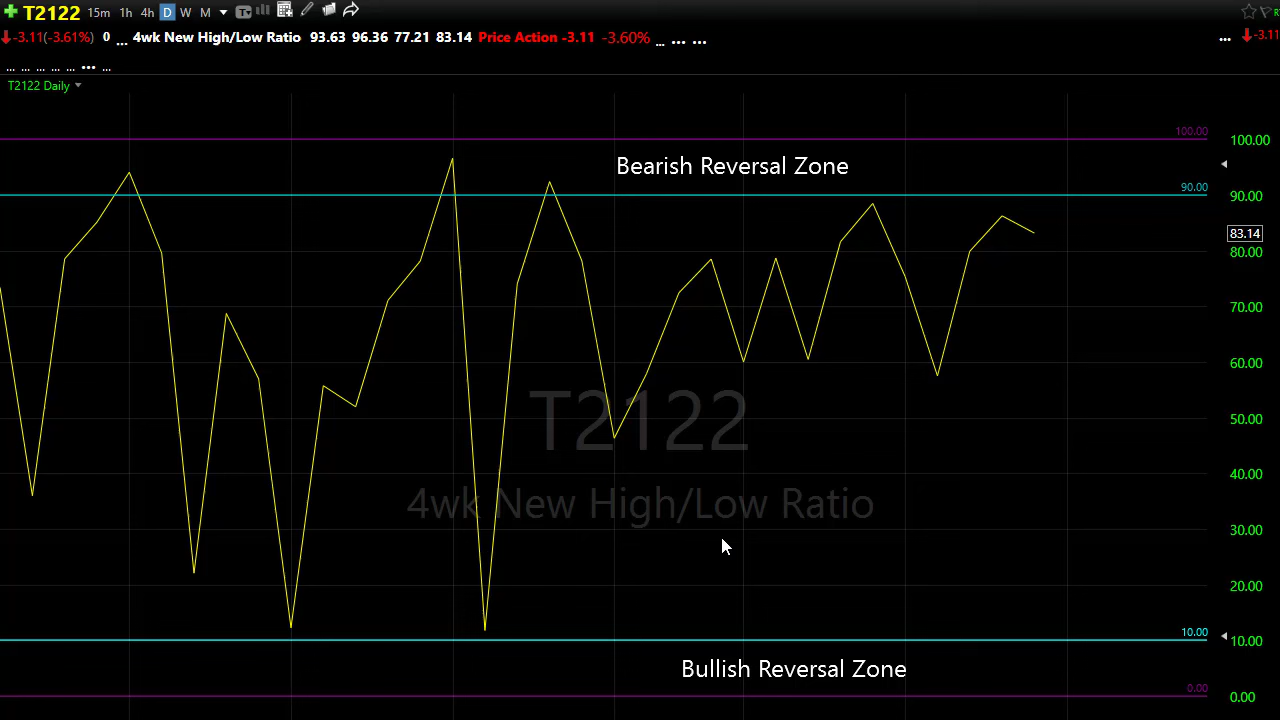 T2122 15m 1h 4h D W M
-3.11(-3.61%) 0 ... 4wk New High/Low Ratio 93.63 96.36 77.21 83.14 Price Action -3.11 -3.60% ... ... ... ... -3.11
... ... ... ... ... ... ...
T2122 Daily
100.00
100.00
Bearish Reversal Zone
90.00
90.00
83.14
80.00
70.00
60.00
50.00
T2122
40.00
4wk New High/Low Ratio
30.00
20.00
10.00
10.00
Bullish Reversal Zone
0.00
0.00